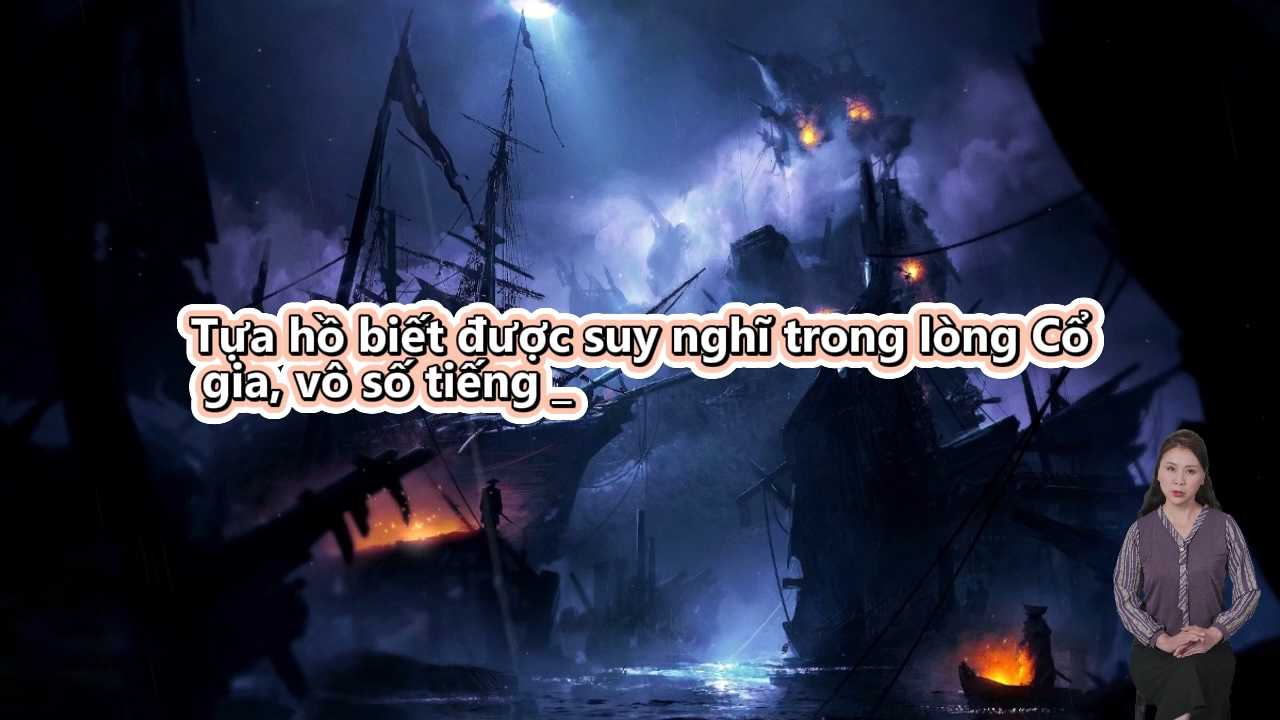 Tựa hồ biết được suy nghĩ trong lòng Cổ
gia, vô số tiếng _